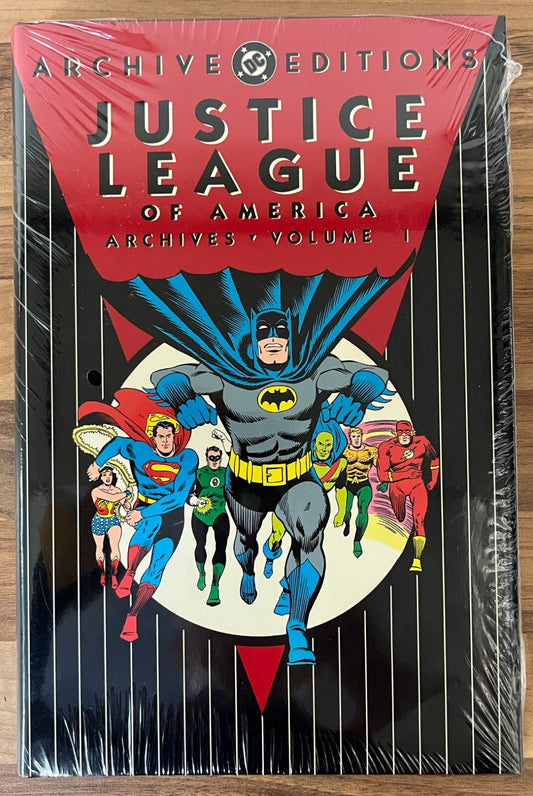 ARCHIVE DC EDITIONS
JUSTICE
LEAGUE
OF AMERICA
ARCHIVES • VOLUME 1
S